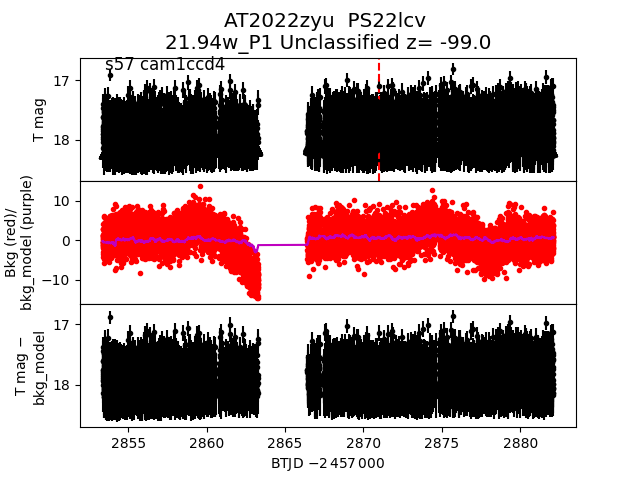 AT2022zyu PS22lcv
21.94w_P1 Unclassified z= -99.0
s57 cam1ccd4
T mag
17
18
Bkg (red)/
bkg_model (purple)
10
0
−10
T mag −
bkg_model
17
18
2855 2860 2865 2870 2875 2880
BTJD −2 457 000